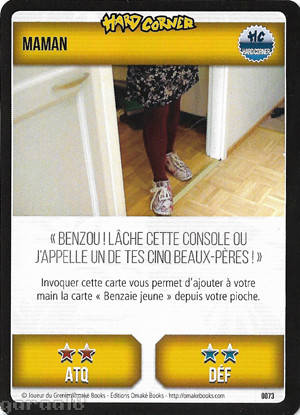 HARD CORNER
MAMAN
HC
HARD CORNER
« BENZOU ! LÂCHE CETTE CONSOLE OU
J'APPELLE UN DE TES CINQ BEAUX-PÈRES ! »
Invoquer cette carte vous permet d'ajouter à votre
main la carte « Benzaie jeune » depuis votre pioche.
ATQ
DEF
© Joueur du Grenier/Omaké Books - Editions Omaké Books - http://omakebooks.com/
0073